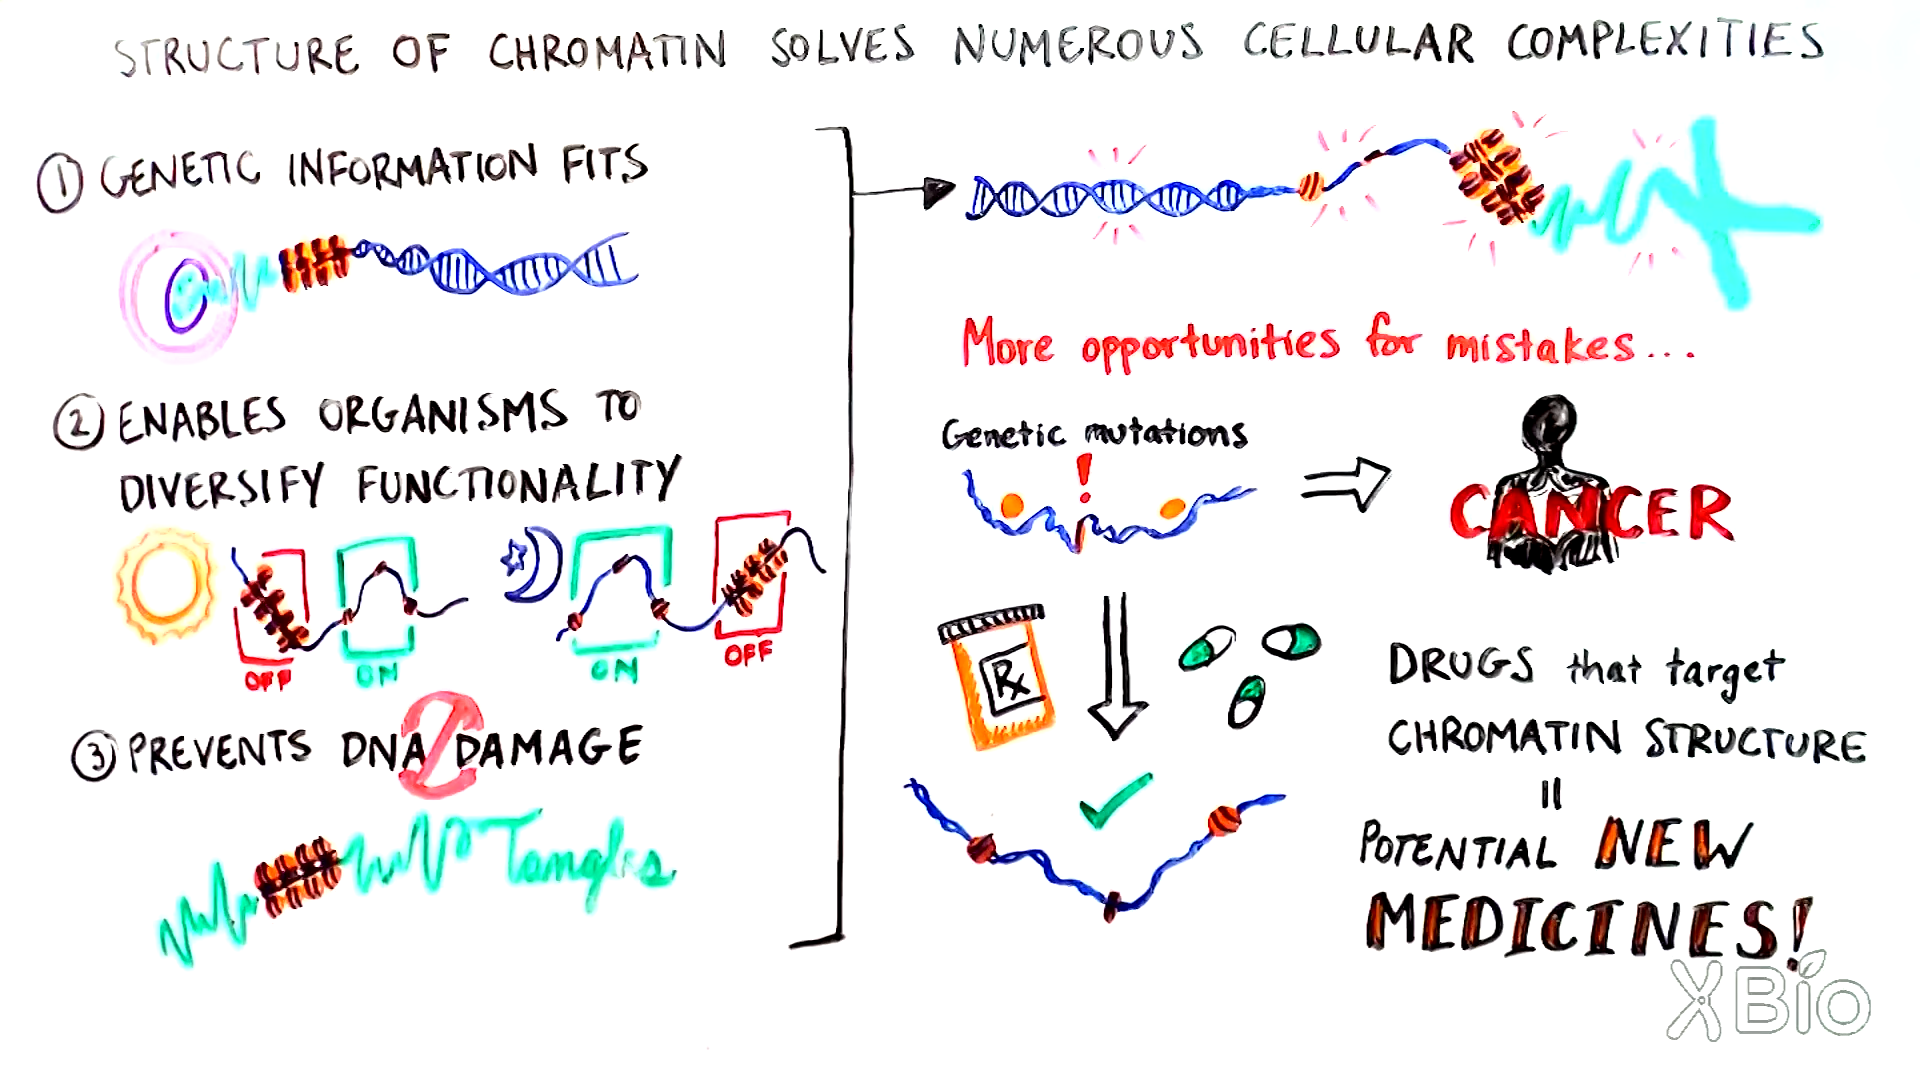 STRUCTURE OF CHROMATIN SOLVES NUMEROUS CELLULAR COMPLEXITIES
1 GENETIC INFORMATION FITS
2 ENABLES ORGANISMS TO
DIVERSIFY FUNCTIONALITY
OFF
ON
ON
OFF
3 PREVENTS DNA DAMAGE
Tangles
More opportunities for mistakes...
Genetic mutations
!
CANCER
Rx
DRUGS that target
CHROMATIN STRUCTURE
=
POTENTIAL NEW
MEDICINES!
XBio